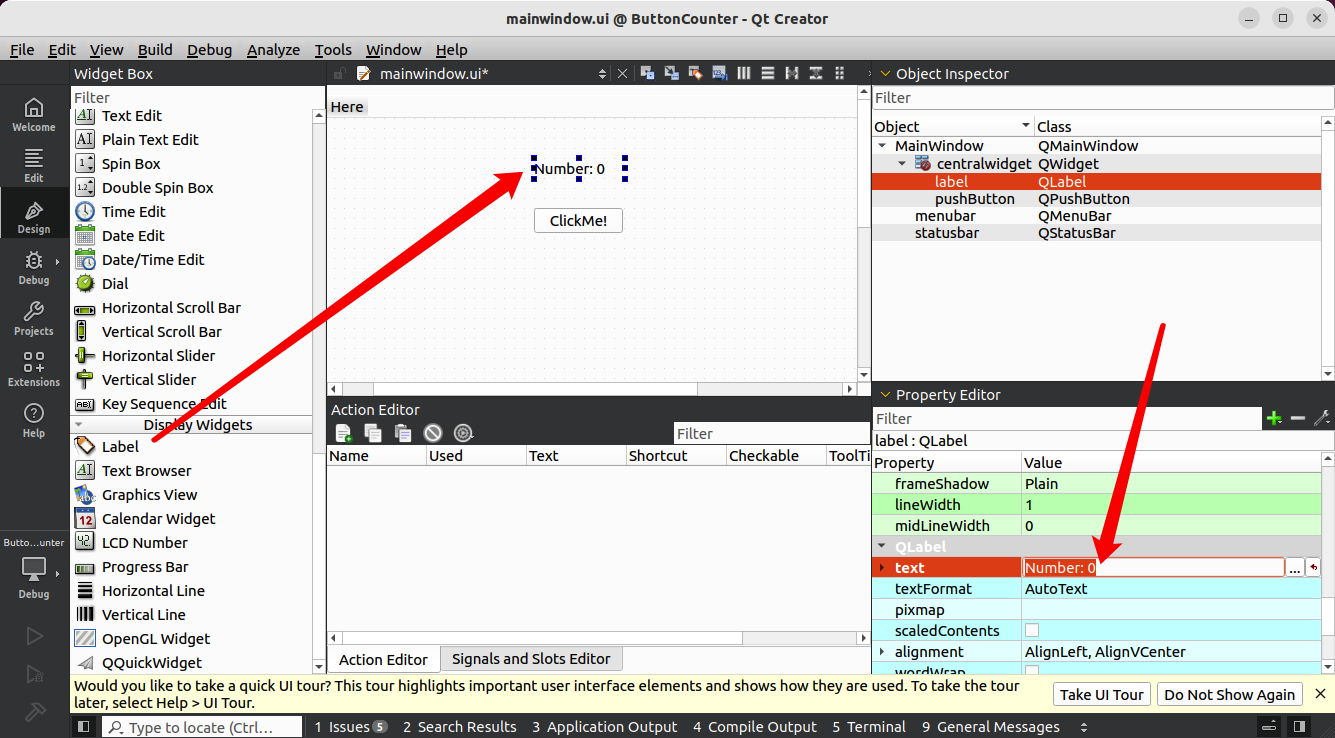 mainwindow.ui @ ButtonCounter - Qt Creator
File Edit View Build Debug Analyze Tools Window Help
Welcome
Edit
Design
Debug
Projects
Extensions
Help
Butto...unter
Debug
Widget Box
Filter
Text Edit
Plain Text Edit
Spin Box
Double Spin Box
Time Edit
Date Edit
Date/Time Edit
Dial
Horizontal Scroll Bar
Vertical Scroll Bar
Horizontal Slider
Vertical Slider
Key Sequence Edit
Display Widgets
Label
Text Browser
Graphics View
Calendar Widget
LCD Number
Progress Bar
Horizontal Line
Vertical Line
OpenGL Widget
QQuickWidget
mainwindow.ui*
Here
Number: 0
ClickMe!
Action Editor
Filter
Name Used Text Shortcut Checkable ToolTi
Action Editor Signals and Slots Editor
Object Inspector
Filter
Object Class
MainWindow QMainWindow
centralwidget QWidget
label QLabel
pushButton QPushButton
menubar QMenuBar
statusbar QStatusBar
Property Editor
Filter
label : QLabel
Property Value
frameShadow Plain
lineWidth 1
midLineWidth 0
QLabel
text Number: 0 ...
textFormat AutoText
pixmap
scaledContents
alignment AlignLeft, AlignVCenter
wordWrap
Would you like to take a quick UI tour? This tour highlights important user interface elements and shows how they are used. To take the tour
later, select Help > UI Tour.
Take UI Tour Do Not Show Again
Type to locate (Ctrl... 1 Issues 5 2 Search Results 3 Application Output 4 Compile Output 5 Terminal 9 General Messages